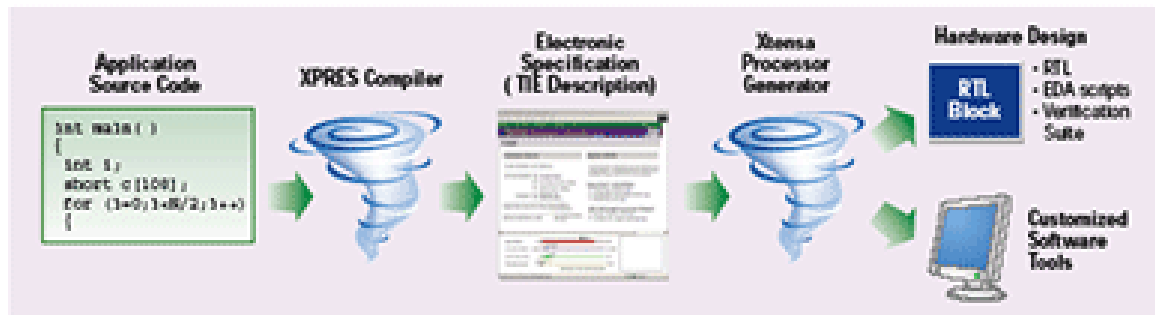 Application
Source Code
int main( )
{
int i;
short c[100];
for (i=0;i<N/2;i++)
{
XPRES Compiler
Electronic
Specification
( TIE Description)
Xtensa
Processor
Generator
Hardware Design
RTL
Block
• RTL
• EDA scripts
• Verification
Suite
Customized
Software
Tools